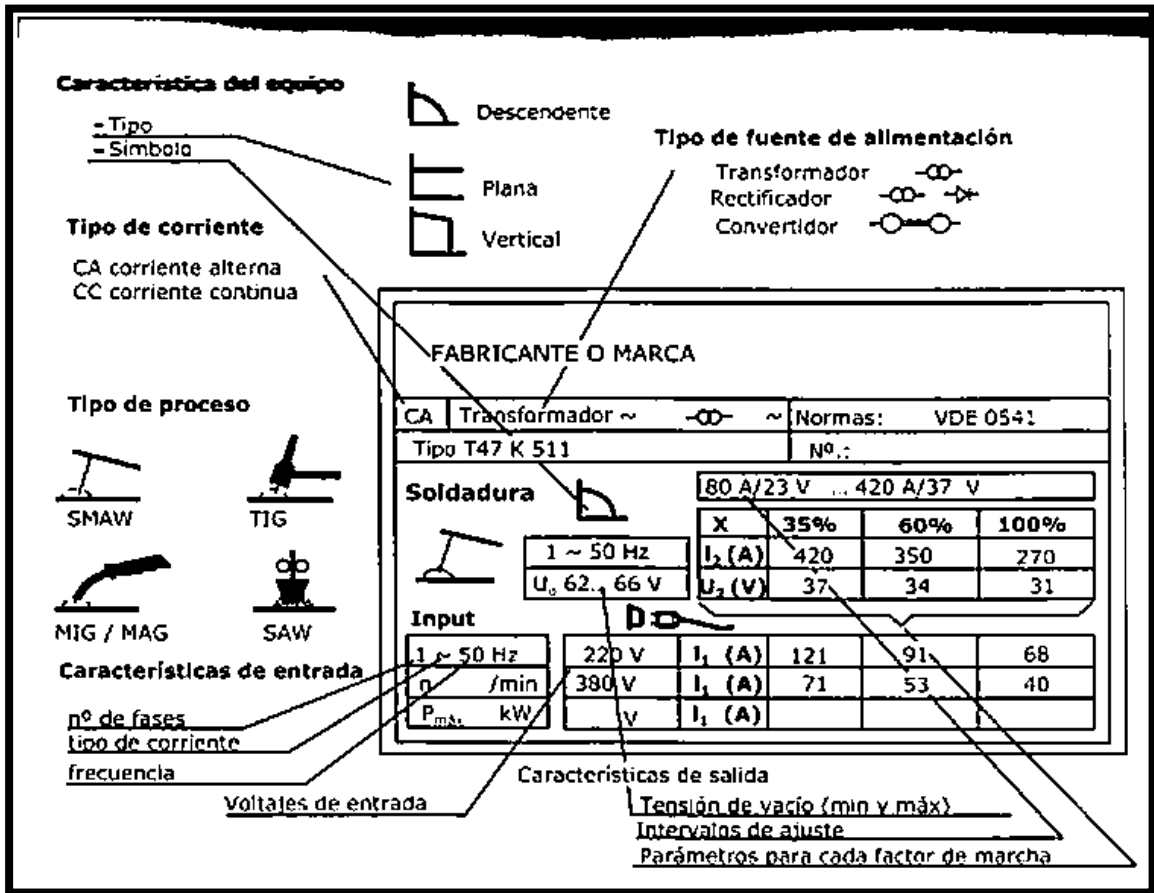 Característica del equipo
- Tipo
- Símbolo
Descendente
Plana
Vertical
Tipo de fuente de alimentación
Transformador
Rectificador
Convertidor
Tipo de corriente
CA corriente alterna
CC corriente continua
FABRICANTE O MARCA
CA Transformador ~ ~ Normas: VDE 0541
Tipo T47 K 511 Nº.:
Tipo de proceso
SMAW TIG
MIG / MAG SAW
Soldadura
80 A/23 V ... 420 A/37 V
X 35% 60% 100%
1 ~ 50 Hz I₂ (A) 420 350 270
U₀ 62.. 66 V U₂ (V) 37 34 31
Input
1 ~ 50 Hz 220 V I₁ (A) 121 91 68
n /min 380 V I₁ (A) 71 53 40
Pmáx kW V I₁ (A)
Características de entrada
nº de fases
tipo de corriente
frecuencia
Voltajes de entrada
Características de salida
Tensión de vacío (min y máx)
Intervalos de ajuste
Parámetros para cada factor de marcha